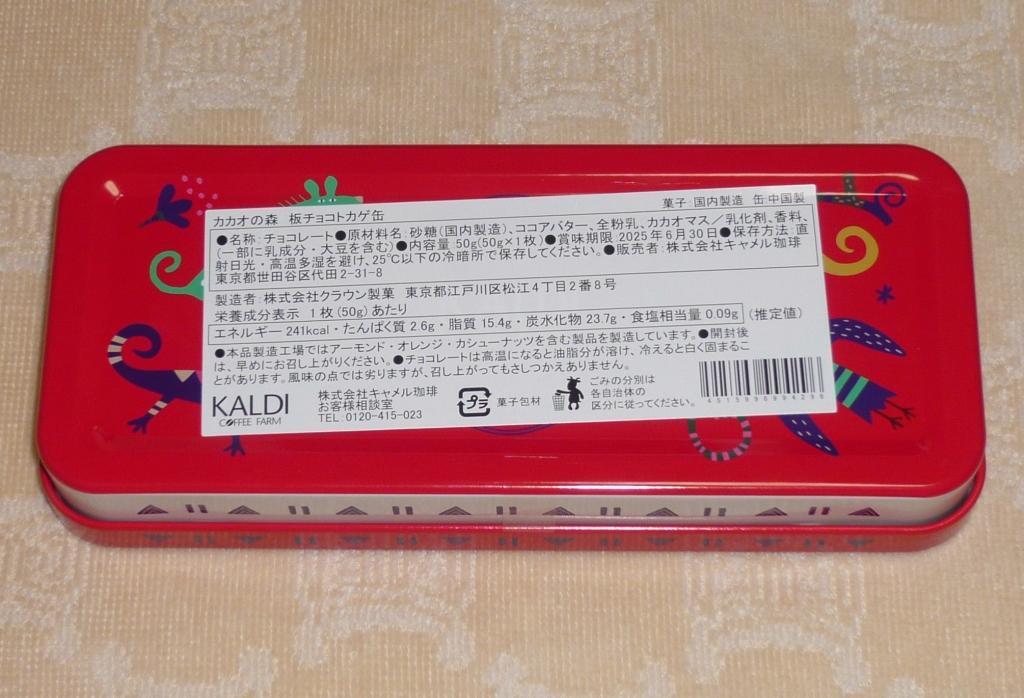 カカオの森 板チョコトカゲ缶
菓子:国内製造 缶:中国製
●名称:チョコレート●原材料名:砂糖(国内製造)、ココアバター、全粉乳、カカオマス/乳化剤、香料、
(一部に乳成分・大豆を含む)●内容量 50g(50g×1枚)●賞味期限 2025年6月30日●保存方法:直
射日光・高温多湿を避け、25℃以下の冷暗所で保存してください。●販売者:株式会社キャメル珈琲
東京都世田谷区代田2-31-8
製造者:株式会社クラウン製菓 東京都江戸川区松江4丁目2番8号
栄養成分表示 1枚(50g)あたり
エネルギー 241kcal・たんぱく質 2.6g・脂質 15.4g・炭水化物 23.7g・食塩相当量 0.09g (推定値)
●本品製造工場ではアーモンド・オレンジ・カシューナッツを含む製品を製造しています。●開封後
は、早めにお召し上がりください。●チョコレートは高温になると油脂分が溶け、冷えると白く固まるこ
とがあります。風味の点では劣りますが、召し上がってもさしつかえありません。
KALDI
COFFEE FARM
株式会社キャメル珈琲
お客様相談室
TEL:0120-415-023
プラ
菓子包材
ごみの分別は
各自治体の
区分に従ってください。